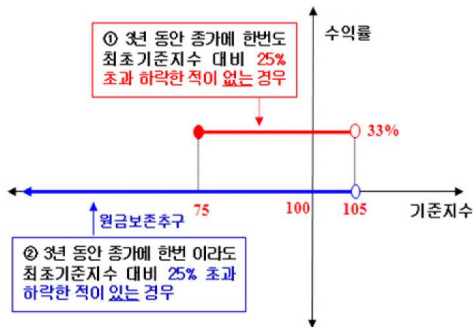 ① 3년 동안 종가에 한번도
최초기준지수 대비 25%
초과 하락한 적이 없는 경우
수익률
33%
75
100
105
기준지수
원금보존추구
② 3년 동안 종가에 한번 이라도
최초기준지수 대비 25% 초과
하락한 적이 있는 경우